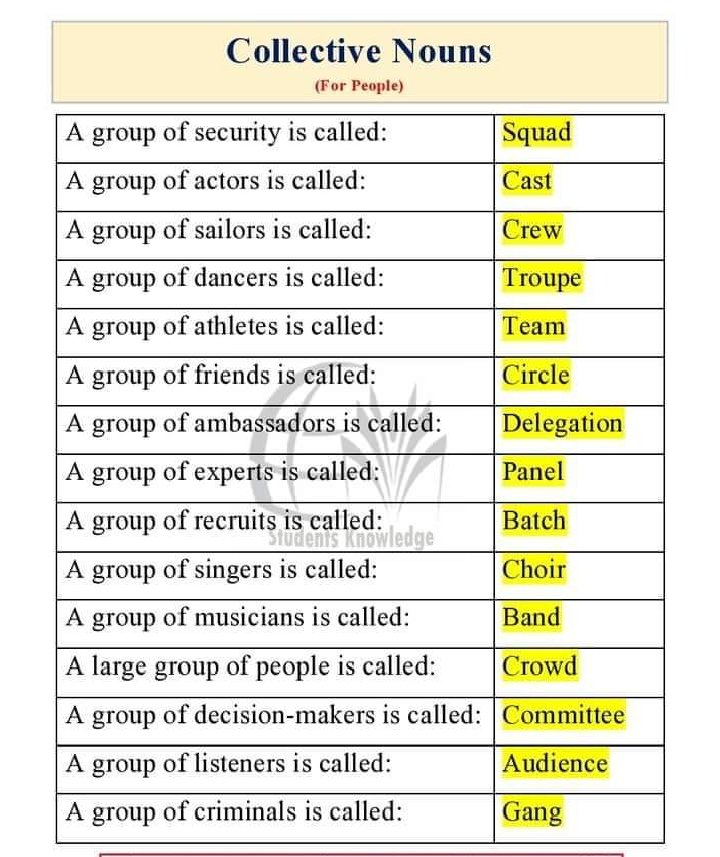 Collective Nouns
(For People)
A group of security is called: Squad
A group of actors is called: Cast
A group of sailors is called: Crew
A group of dancers is called: Troupe
A group of athletes is called: Team
A group of friends is called: Circle
A group of ambassadors is called: Delegation
A group of experts is called: Panel
A group of recruits is called: Batch
Students Knowledge
A group of singers is called: Choir
A group of musicians is called: Band
A large group of people is called: Crowd
A group of decision-makers is called: Committee
A group of listeners is called: Audience
A group of criminals is called: Gang